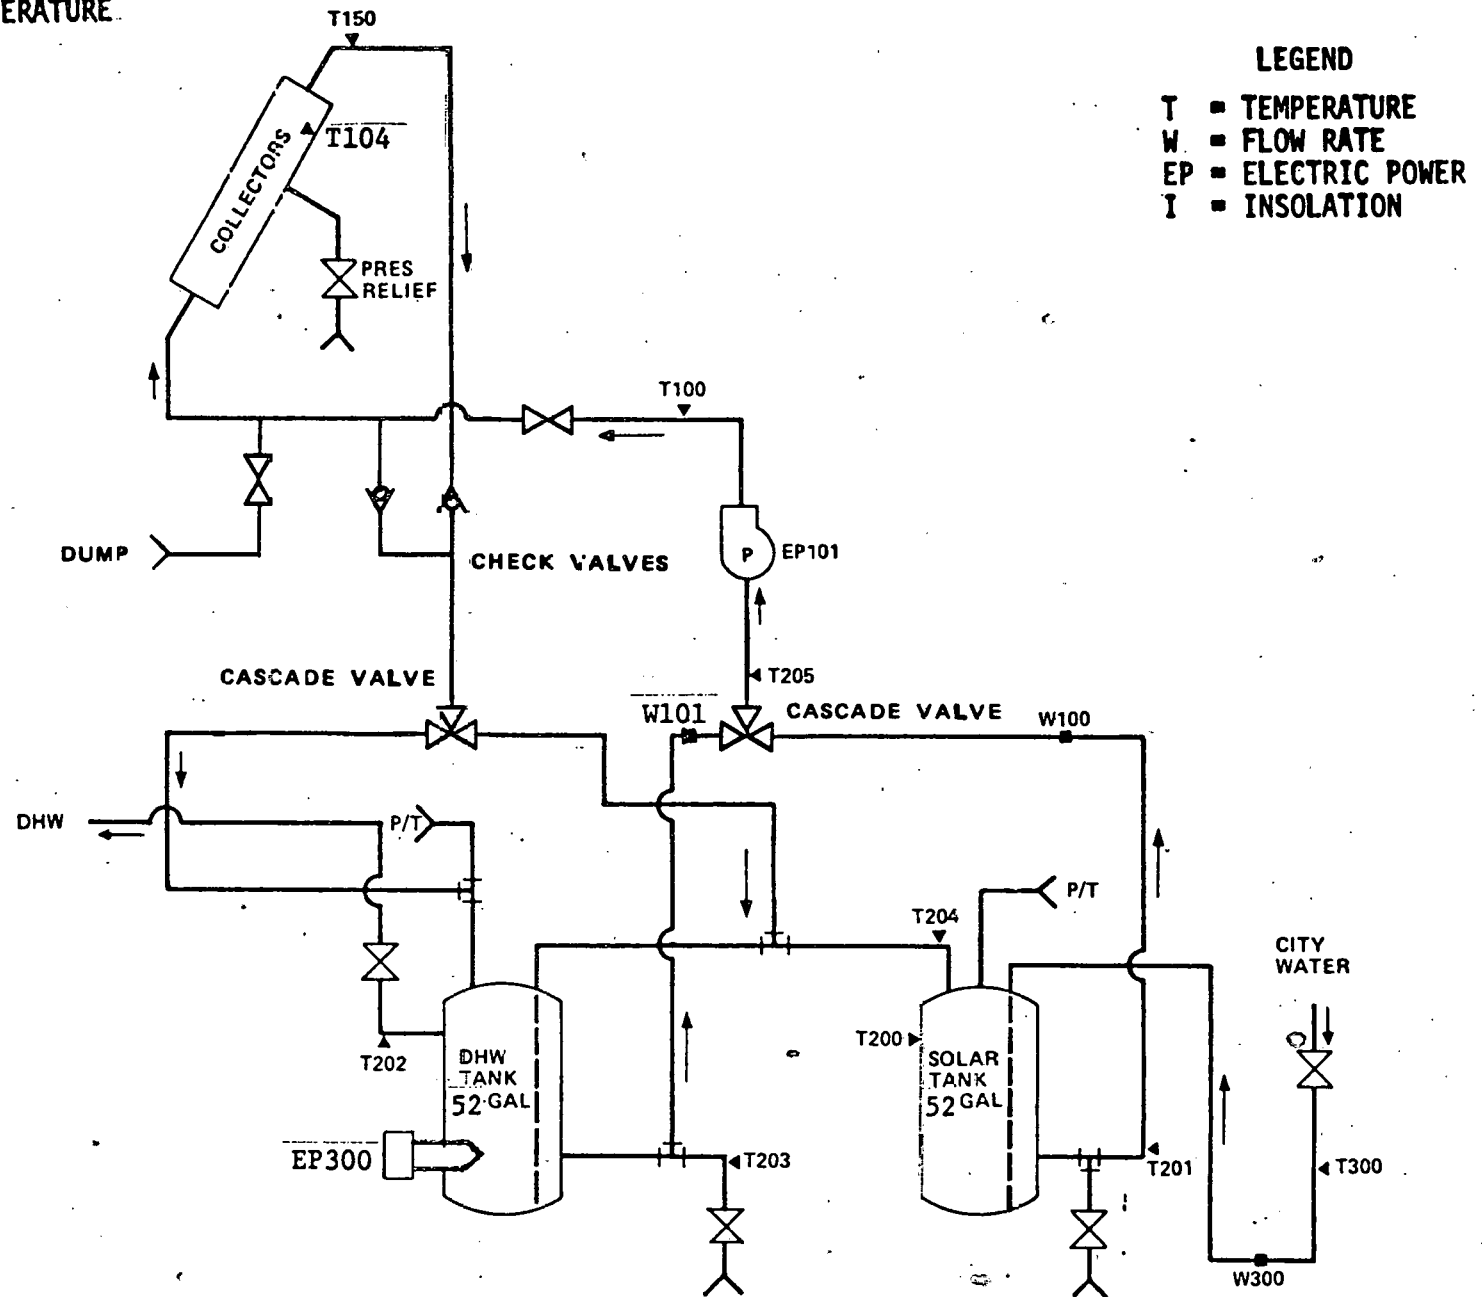 ERATURE
T150
LEGEND
T = TEMPERATURE
W = FLOW RATE
EP = ELECTRIC POWER
I = INSOLATION
T104
COLLECTORS
PRES
RELIEF
T100
DUMP
CHECK VALVES
P
EP101
CASCADE VALVE
T205
W101
CASCADE VALVE
W100
DHW
P/T
P/T
T204
CITY
WATER
T200
T202
DHW
TANK
52 GAL
SOLAR
TANK
52 GAL
EP300
T203
T201
T300
W300